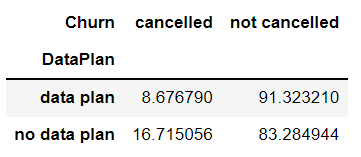 Churn cancelled not cancelled
DataPlan
data plan 8.676790 91.323210
no data plan 16.715056 83.284944